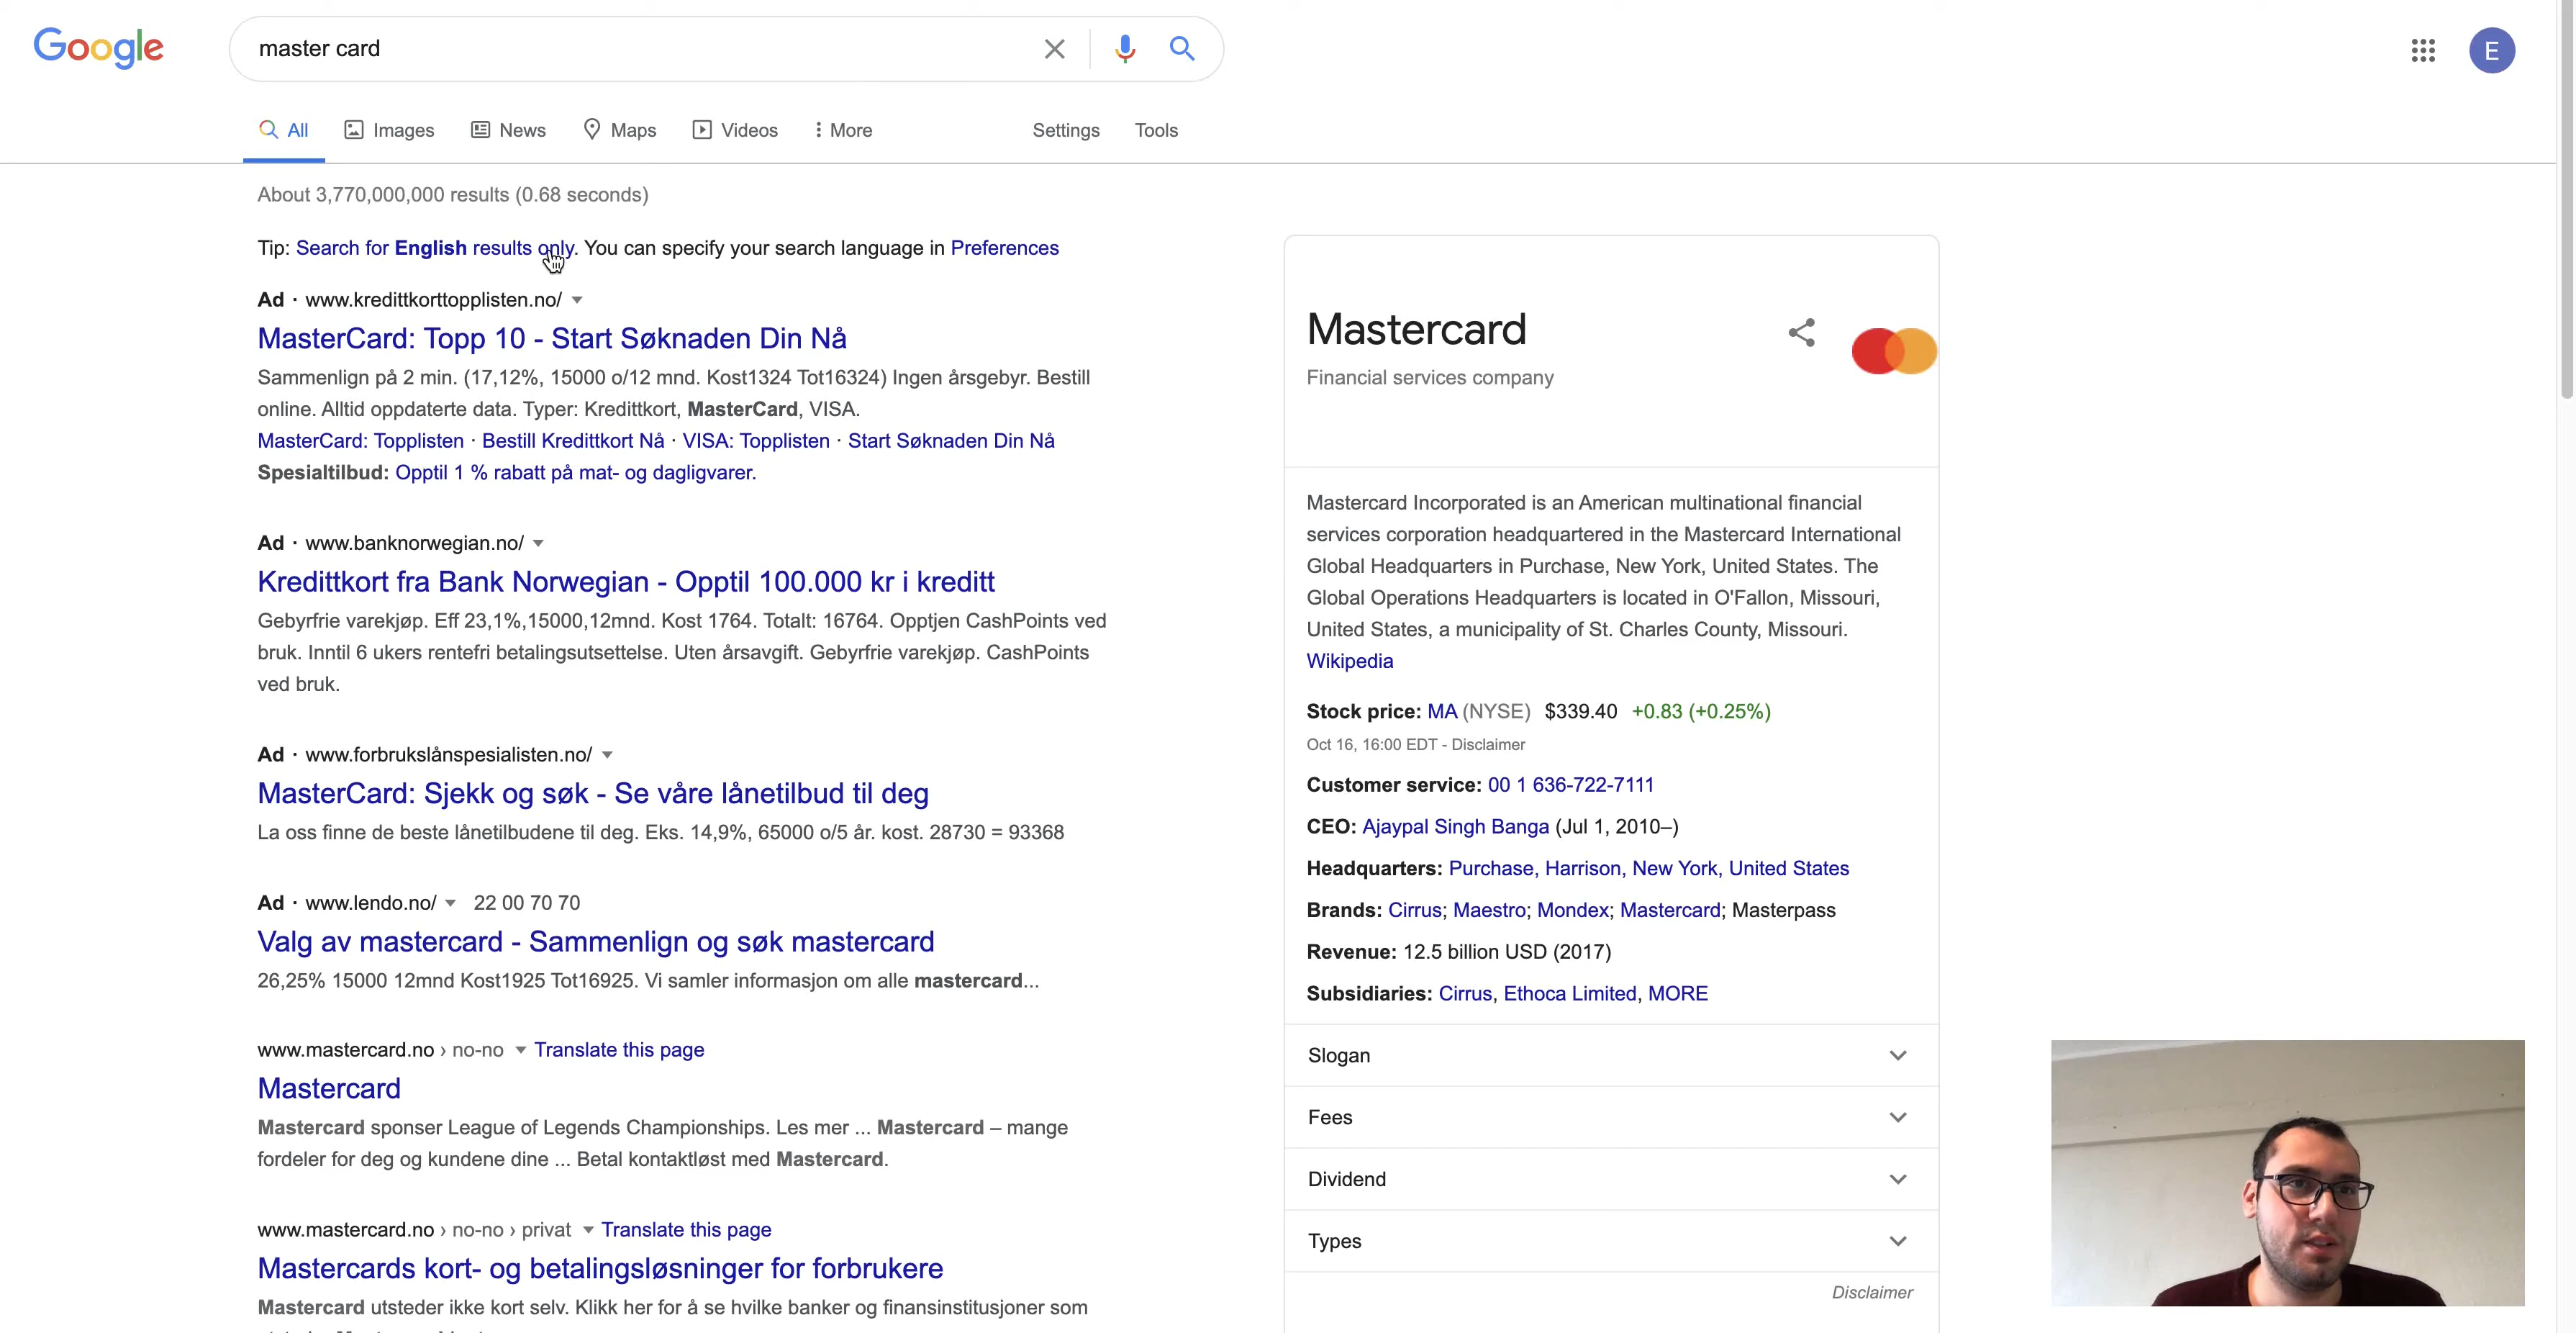 Google
master card
E
All
Images
News
Maps
Videos
More
Settings
Tools
About 3,770,000,000 results (0.68 seconds)
Tip: Search for English results only. You can specify your search language in Preferences
Ad · www.kredittkorttopplisten.no/
MasterCard: Topp 10 - Start Søknaden Din Nå
Sammenlign på 2 min. (17,12%, 15000 o/12 mnd. Kost1324 Tot16324) Ingen årsgebyr. Bestill
online. Alltid oppdaterte data. Typer: Kredittkort, MasterCard, VISA.
MasterCard: Topplisten · Bestill Kredittkort Nå · VISA: Topplisten · Start Søknaden Din Nå
Spesialtilbud: Opptil 1 % rabatt på mat- og dagligvarer.
Ad · www.banknorwegian.no/
Kredittkort fra Bank Norwegian - Opptil 100.000 kr i kreditt
Gebyrfrie varekjøp. Eff 23,1%,15000,12mnd. Kost 1764. Totalt: 16764. Opptjen CashPoints ved
bruk. Inntil 6 ukers rentefri betalingsutsettelse. Uten årsavgift. Gebyrfrie varekjøp. CashPoints
ved bruk.
Ad · www.forbrukslånspesialisten.no/
MasterCard: Sjekk og søk - Se våre lånetilbud til deg
La oss finne de beste lånetilbudene til deg. Eks. 14,9%, 65000 o/5 år. kost. 28730 = 93368
Ad · www.lendo.no/ 22 00 70 70
Valg av mastercard - Sammenlign og søk mastercard
26,25% 15000 12mnd Kost1925 Tot16925. Vi samler informasjon om alle mastercard...
www.mastercard.no › no-no Translate this page
Mastercard
Mastercard sponser League of Legends Championships. Les mer ... Mastercard – mange
fordeler for deg og kundene dine ... Betal kontaktløst med Mastercard.
www.mastercard.no › no-no › privat Translate this page
Mastercards kort- og betalingsløsninger for forbrukere
Mastercard utsteder ikke kort selv. Klikk her for å se hvilke banker og finansinstitusjoner som
Mastercard
Financial services company
Mastercard Incorporated is an American multinational financial
services corporation headquartered in the Mastercard International
Global Headquarters in Purchase, New York, United States. The
Global Operations Headquarters is located in O'Fallon, Missouri,
United States, a municipality of St. Charles County, Missouri.
Wikipedia
Stock price: MA (NYSE) $339.40 +0.83 (+0.25%)
Oct 16, 16:00 EDT - Disclaimer
Customer service: 00 1 636-722-7111
CEO: Ajaypal Singh Banga (Jul 1, 2010–)
Headquarters: Purchase, Harrison, New York, United States
Brands: Cirrus; Maestro; Mondex; Mastercard; Masterpass
Revenue: 12.5 billion USD (2017)
Subsidiaries: Cirrus, Ethoca Limited, MORE
Slogan
Fees
Dividend
Types
Disclaimer